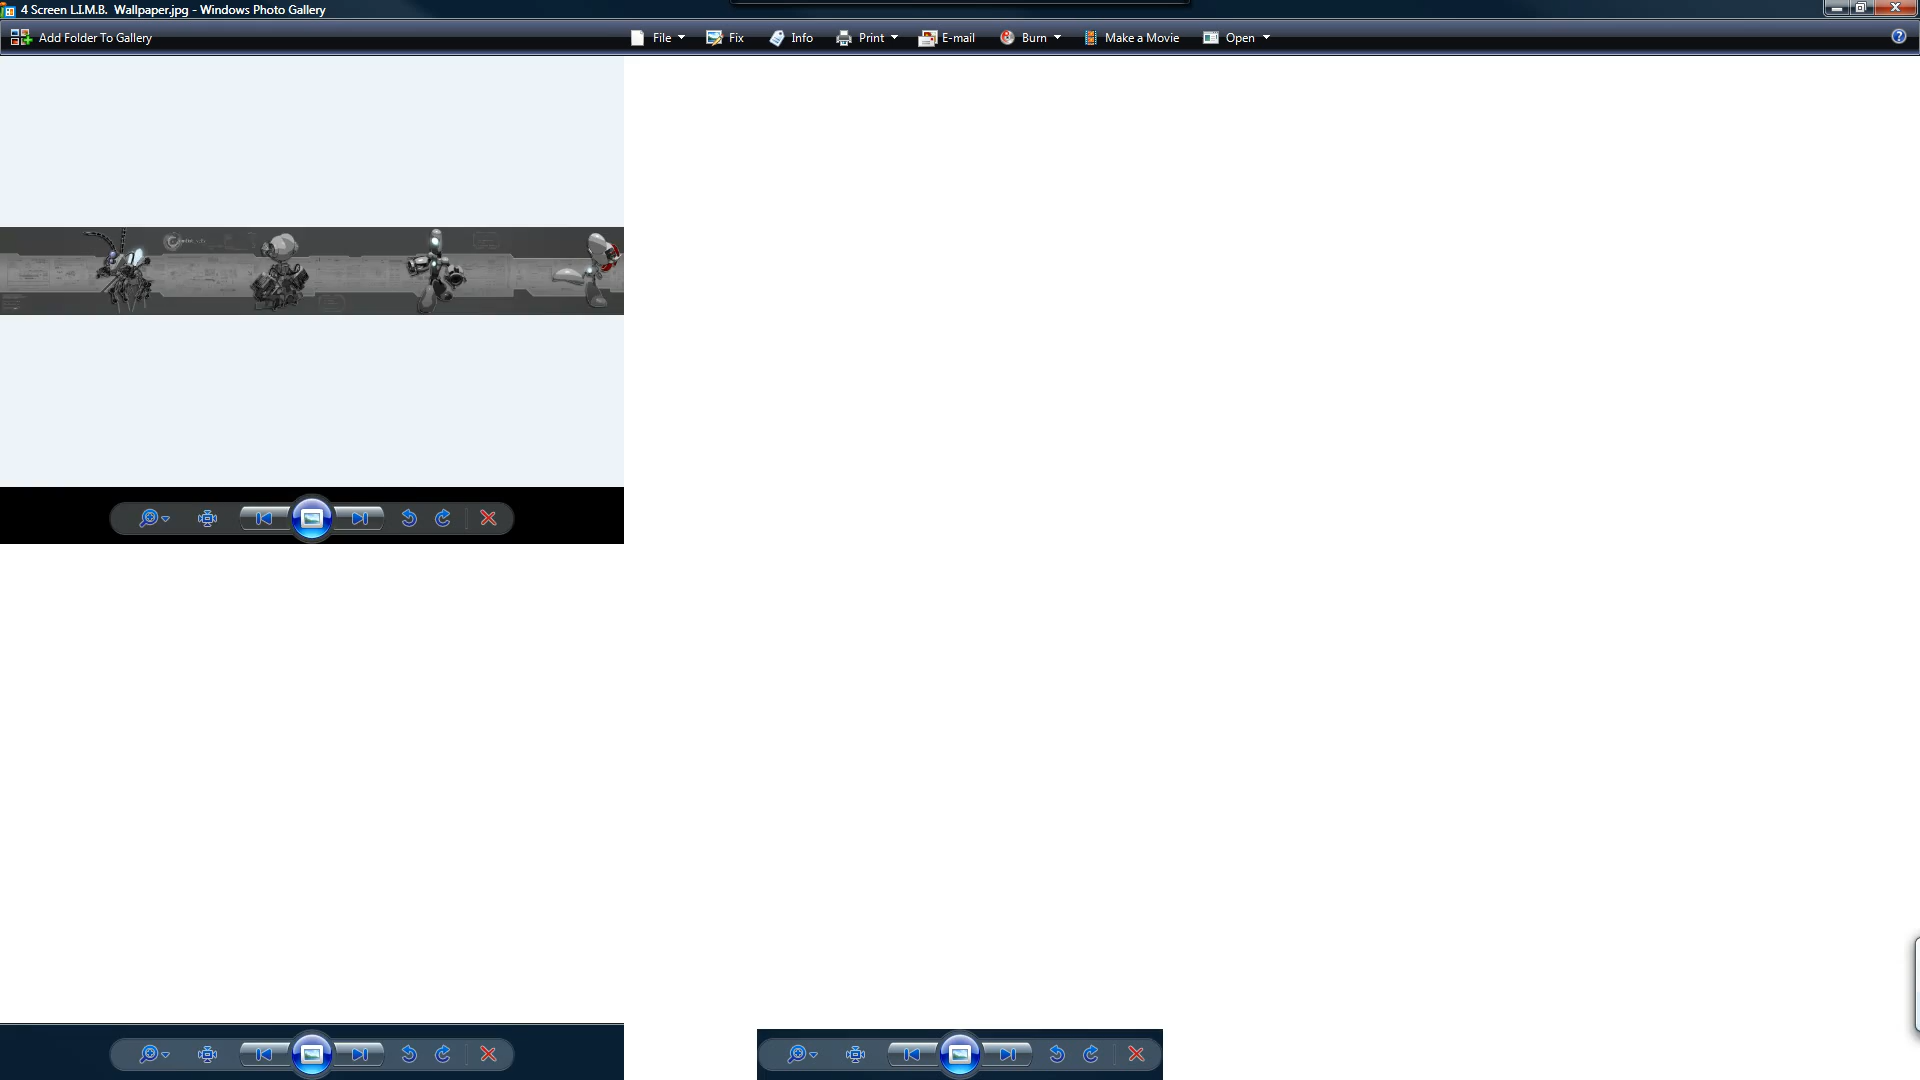 4 Screen L.I.M.B.  Wallpaper.jpg - Windows Photo Gallery
Add Folder To Gallery File Fix Info Print E-mail Burn Make a Movie Open